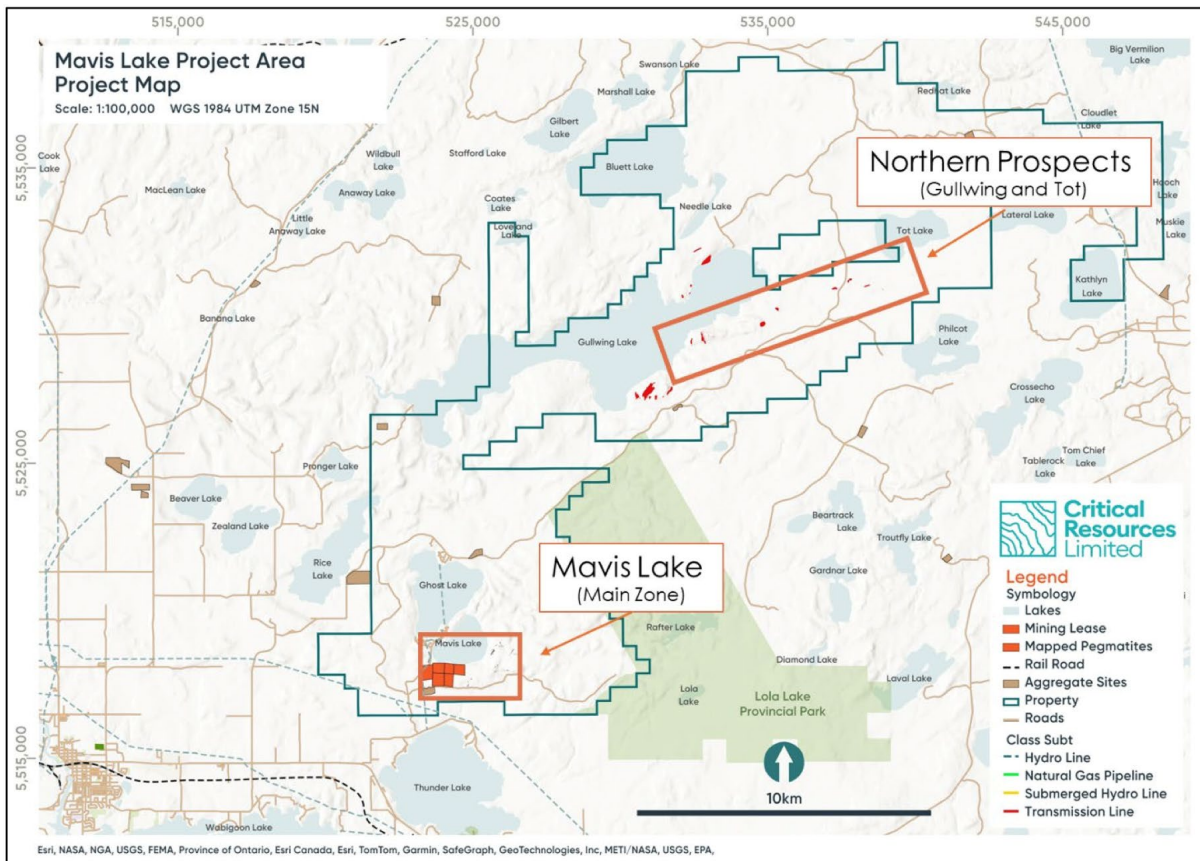 515,000
525,000
535,000
545,000
Mavis Lake Project Area
Project Map
Scale: 1:100,000 WGS 1984 UTM Zone 15N
5,535,000
5,525,000
5,515,000
Swanson Lake
Big Vermilion
Lake
Marshall Lake
Redhat Lake
Gilbert
Lake
Cloudlet
Lake
Cook
Lake
Wildbull
Lake
Stafford Lake
Bluett Lake
Northern Prospects
(Gullwing and Tot)
MacLean Lake
Anaway Lake
Hooch
Lake
Coates
Lake
Needle Lake
Little
Anaway Lake
Loveland
Lake
Tot Lake
Lateral Lake
Muskie
Lake
Kathlyn
Lake
Banana Lake
Gullwing Lake
Philcot
Lake
Crossecho
Lake
Pronger Lake
Tom Chief
Lake
Tablerock
Lake
Beaver Lake
Zealand Lake
Beartrack
Lake
Troutfly Lake
Rice
Lake
Gardnar Lake
Ghost Lake
Mavis Lake
(Main Zone)
Mavis Lake
Rafter Lake
Diamond Lake
Laval Lake
Lola
Lake
Lola Lake
Provincial Park
Thunder Lake
Wabigoon Lake
10km
Critical
Resources
Limited
Legend
Symbology
Lakes
Mining Lease
Mapped Pegmatites
Rail Road
Aggregate Sites
Property
Roads
Class Subt
Hydro Line
Natural Gas Pipeline
Submerged Hydro Line
Transmission Line
Esri, NASA, NGA, USGS, FEMA, Province of Ontario, Esri Canada, Esri, TomTom, Garmin, SafeGraph, GeoTechnologies, Inc, METI/NASA, USGS, EPA,